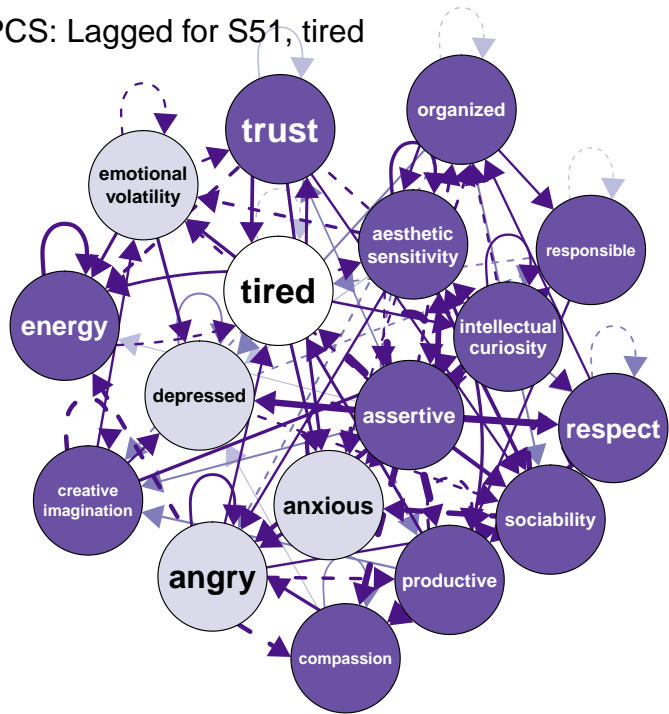 PCS: Lagged for S51, tired
organized
trust
emotional
volatility
aesthetic
sensitivity
responsible
tired
energy
intellectual
curiosity
depressed
assertive
respect
creative
imagination
anxious
sociability
angry
productive
compassion